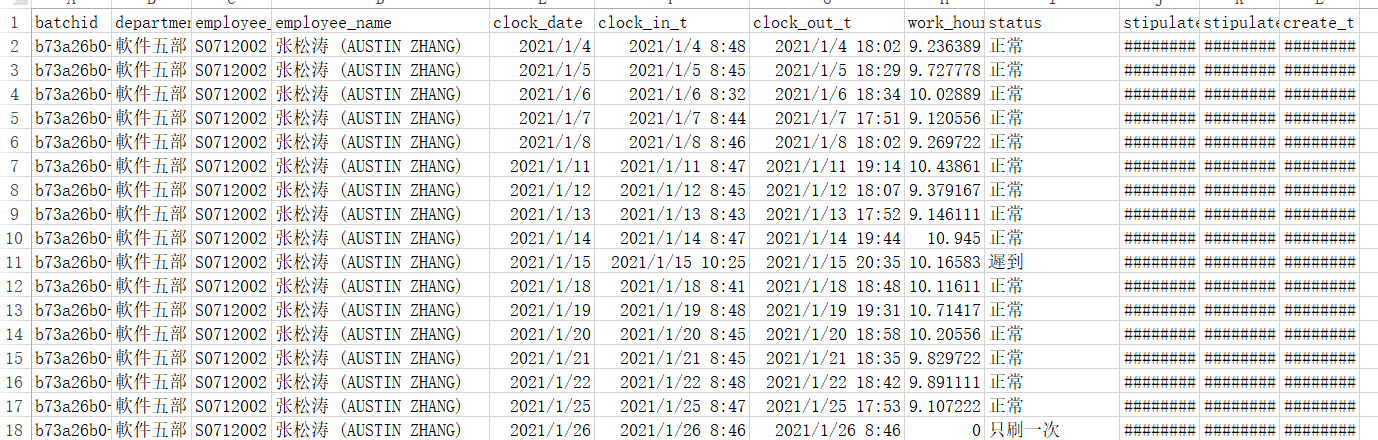 1 batchid departmen employee_ employee_name clock_date clock_in_t clock_out_t work_hou status stipulate stipulate create_t
2 b73a26b0- 軟件五部 S0712002 张松涛 (AUSTIN ZHANG) 2021/1/4 2021/1/4 8:48 2021/1/4 18:02 9.236389 正常 ######## ######## ########
3 b73a26b0- 軟件五部 S0712002 张松涛 (AUSTIN ZHANG) 2021/1/5 2021/1/5 8:45 2021/1/5 18:29 9.727778 正常 ######## ######## ########
4 b73a26b0- 軟件五部 S0712002 张松涛 (AUSTIN ZHANG) 2021/1/6 2021/1/6 8:32 2021/1/6 18:34 10.02889 正常 ######## ######## ########
5 b73a26b0- 軟件五部 S0712002 张松涛 (AUSTIN ZHANG) 2021/1/7 2021/1/7 8:44 2021/1/7 17:51 9.120556 正常 ######## ######## ########
6 b73a26b0- 軟件五部 S0712002 张松涛 (AUSTIN ZHANG) 2021/1/8 2021/1/8 8:46 2021/1/8 18:02 9.269722 正常 ######## ######## ########
7 b73a26b0- 軟件五部 S0712002 张松涛 (AUSTIN ZHANG) 2021/1/11 2021/1/11 8:47 2021/1/11 19:14 10.43861 正常 ######## ######## ########
8 b73a26b0- 軟件五部 S0712002 张松涛 (AUSTIN ZHANG) 2021/1/12 2021/1/12 8:45 2021/1/12 18:07 9.379167 正常 ######## ######## ########
9 b73a26b0- 軟件五部 S0712002 张松涛 (AUSTIN ZHANG) 2021/1/13 2021/1/13 8:43 2021/1/13 17:52 9.146111 正常 ######## ######## ########
10 b73a26b0- 軟件五部 S0712002 张松涛 (AUSTIN ZHANG) 2021/1/14 2021/1/14 8:47 2021/1/14 19:44 10.945 正常 ######## ######## ########
11 b73a26b0- 軟件五部 S0712002 张松涛 (AUSTIN ZHANG) 2021/1/15 2021/1/15 10:25 2021/1/15 20:35 10.16583 遲到 ######## ######## ########
12 b73a26b0- 軟件五部 S0712002 张松涛 (AUSTIN ZHANG) 2021/1/18 2021/1/18 8:41 2021/1/18 18:48 10.11611 正常 ######## ######## ########
13 b73a26b0- 軟件五部 S0712002 张松涛 (AUSTIN ZHANG) 2021/1/19 2021/1/19 8:48 2021/1/19 19:31 10.71417 正常 ######## ######## ########
14 b73a26b0- 軟件五部 S0712002 张松涛 (AUSTIN ZHANG) 2021/1/20 2021/1/20 8:45 2021/1/20 18:58 10.20556 正常 ######## ######## ########
15 b73a26b0- 軟件五部 S0712002 张松涛 (AUSTIN ZHANG) 2021/1/21 2021/1/21 8:45 2021/1/21 18:35 9.829722 正常 ######## ######## ########
16 b73a26b0- 軟件五部 S0712002 张松涛 (AUSTIN ZHANG) 2021/1/22 2021/1/22 8:48 2021/1/22 18:42 9.891111 正常 ######## ######## ########
17 b73a26b0- 軟件五部 S0712002 张松涛 (AUSTIN ZHANG) 2021/1/25 2021/1/25 8:47 2021/1/25 17:53 9.107222 正常 ######## ######## ########
18 b73a26b0- 軟件五部 S0712002 张松涛 (AUSTIN ZHANG) 2021/1/26 2021/1/26 8:46 2021/1/26 8:46 0 只刷一次 ######## ######## ########